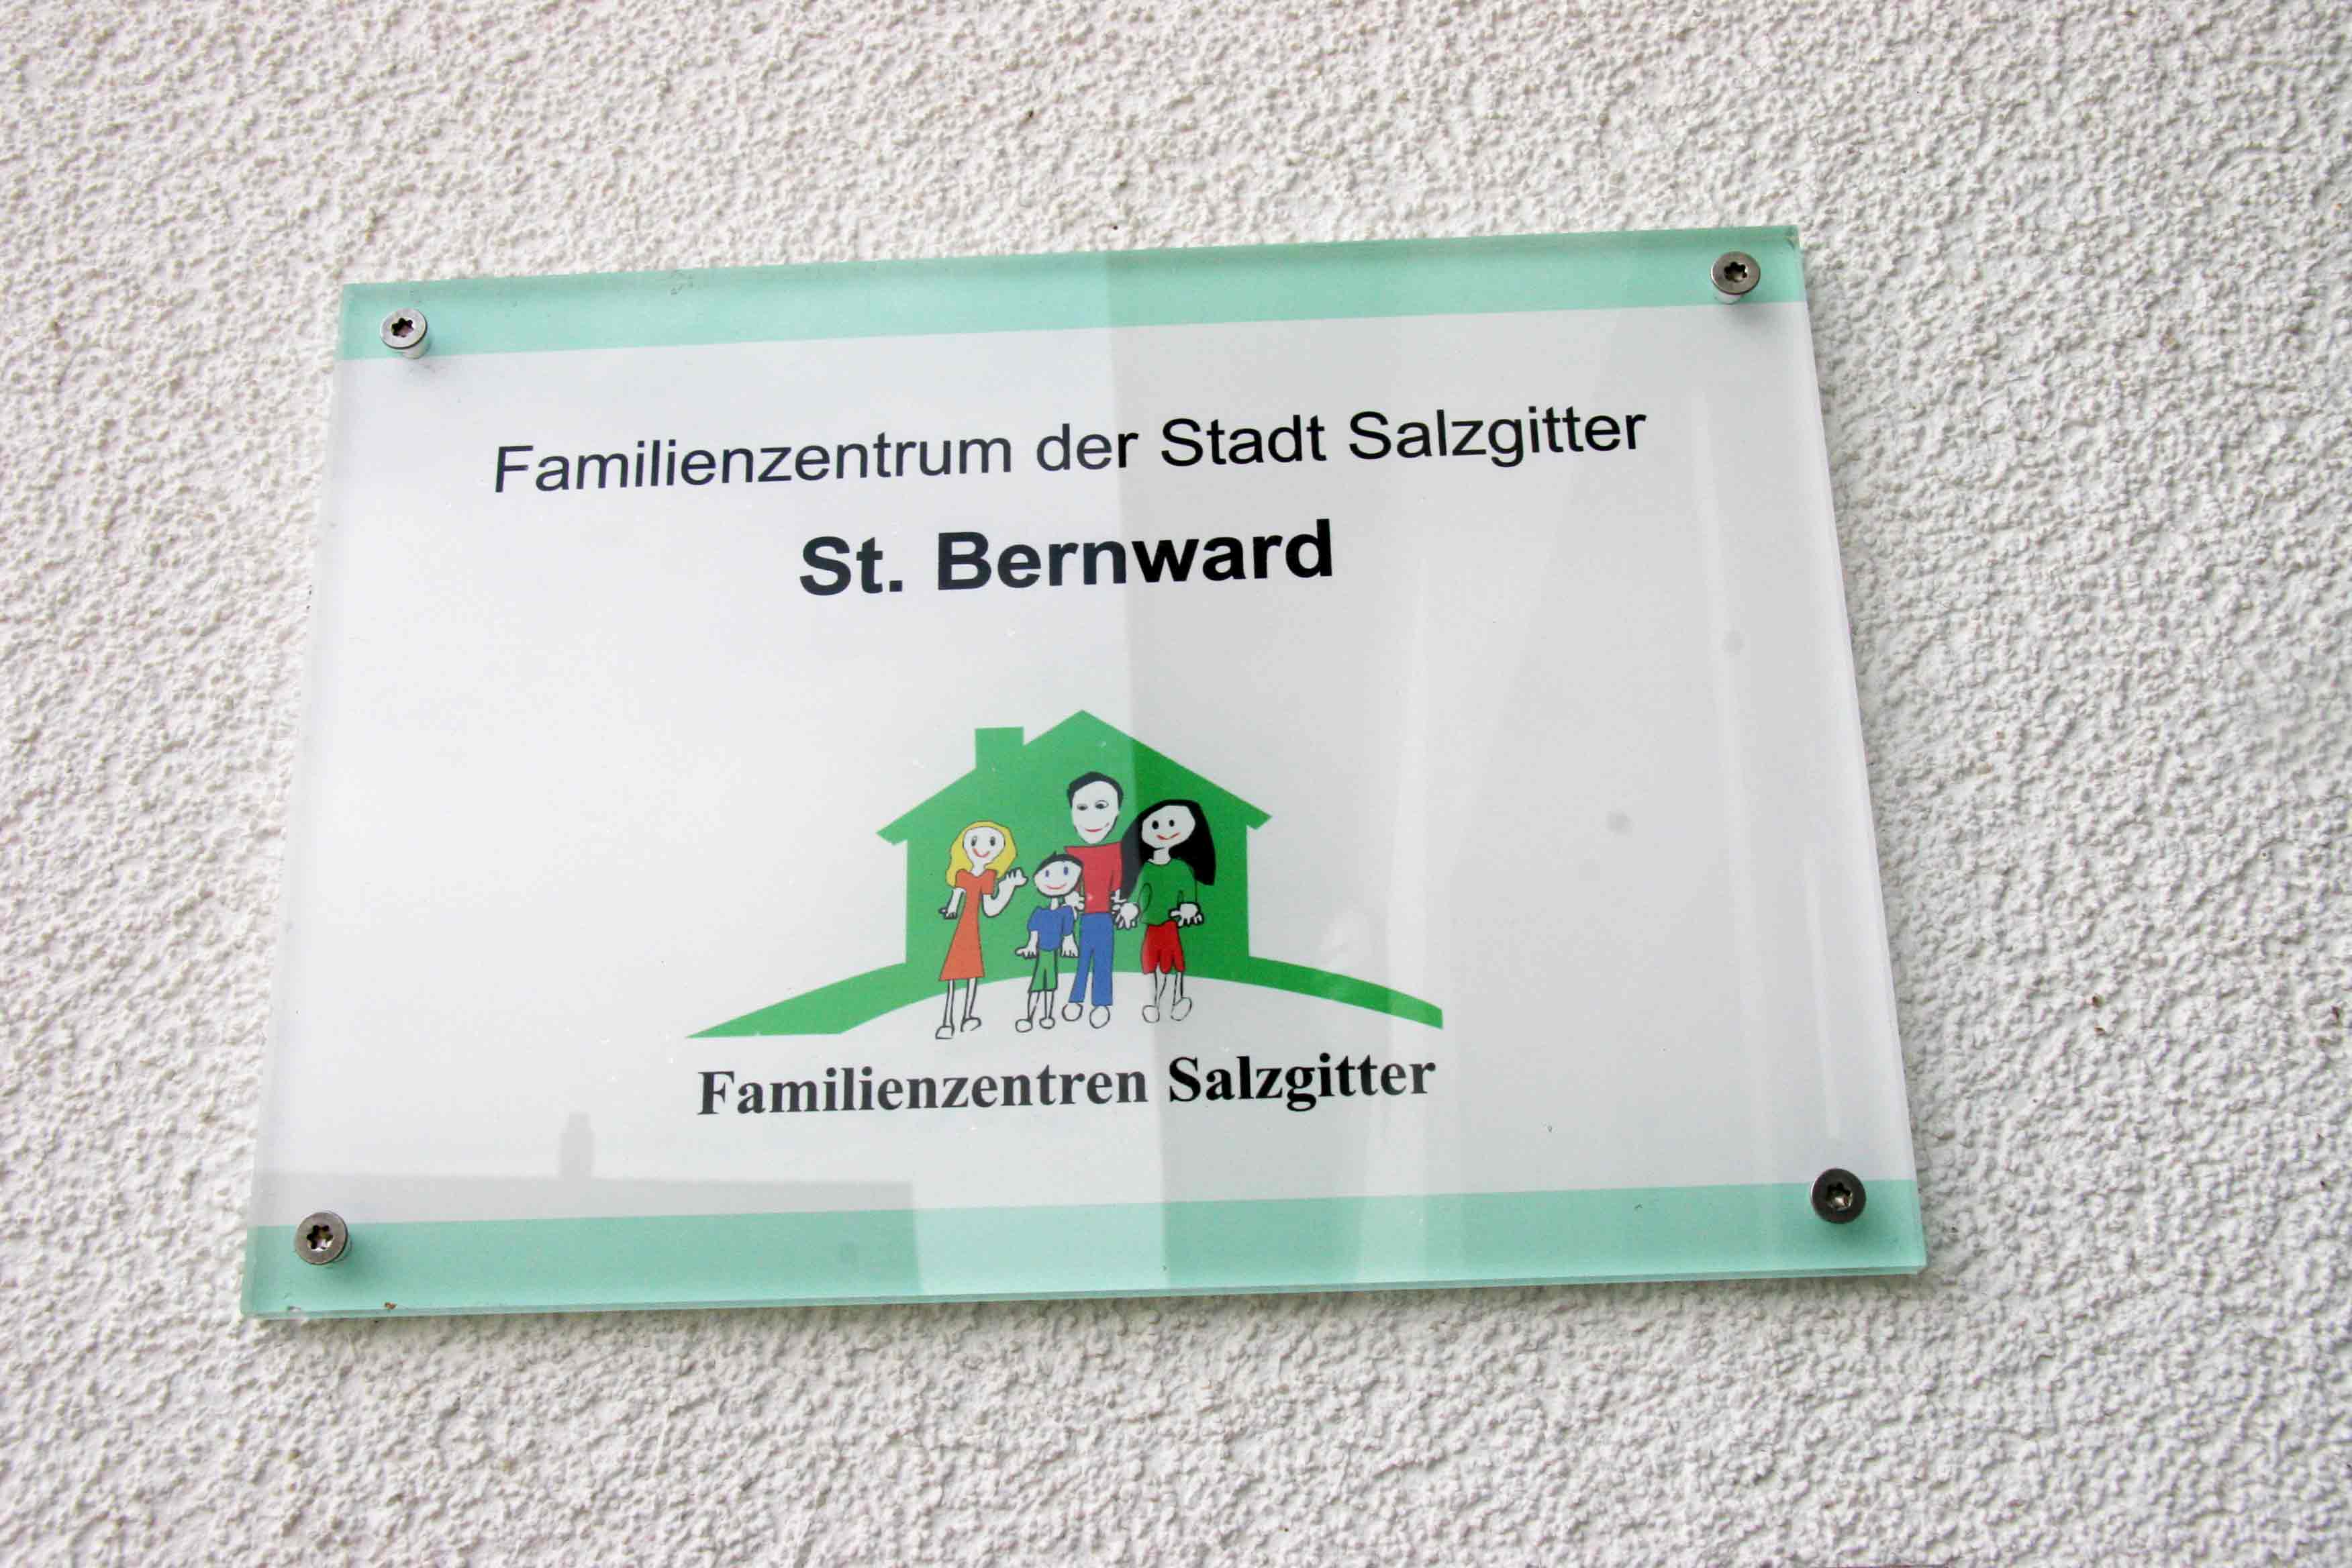 Familienzentrum der Stadt Salzgitter
St. Bernward
Familienzentren Salzgitter